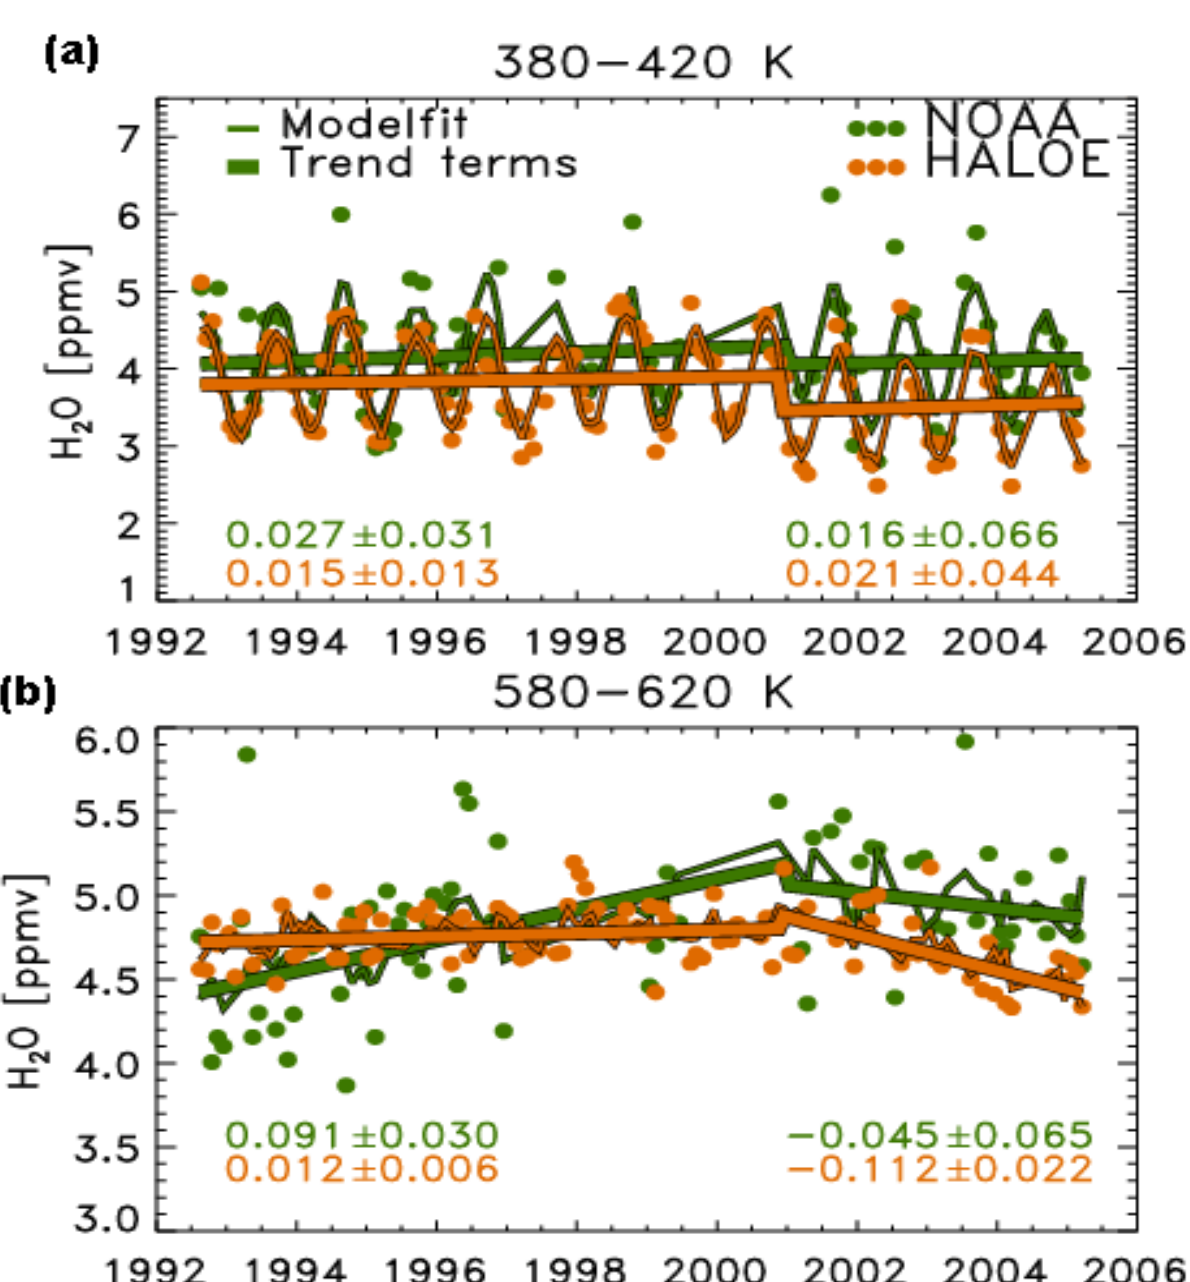 (a)
380−420 K
Modelfit
Trend terms
NOAA
HALOE
H₂O [ppmv]
7
6
5
4
3
2
1
0.027±0.031
0.015±0.013
0.016±0.066
0.021±0.044
1992 1994 1996 1998 2000 2002 2004 2006
(b)
580−620 K
H₂O [ppmv]
6.0
5.5
5.0
4.5
4.0
3.5
3.0
0.091±0.030
0.012±0.006
−0.045±0.065
−0.112±0.022
1992 1994 1996 1998 2000 2002 2004 2006